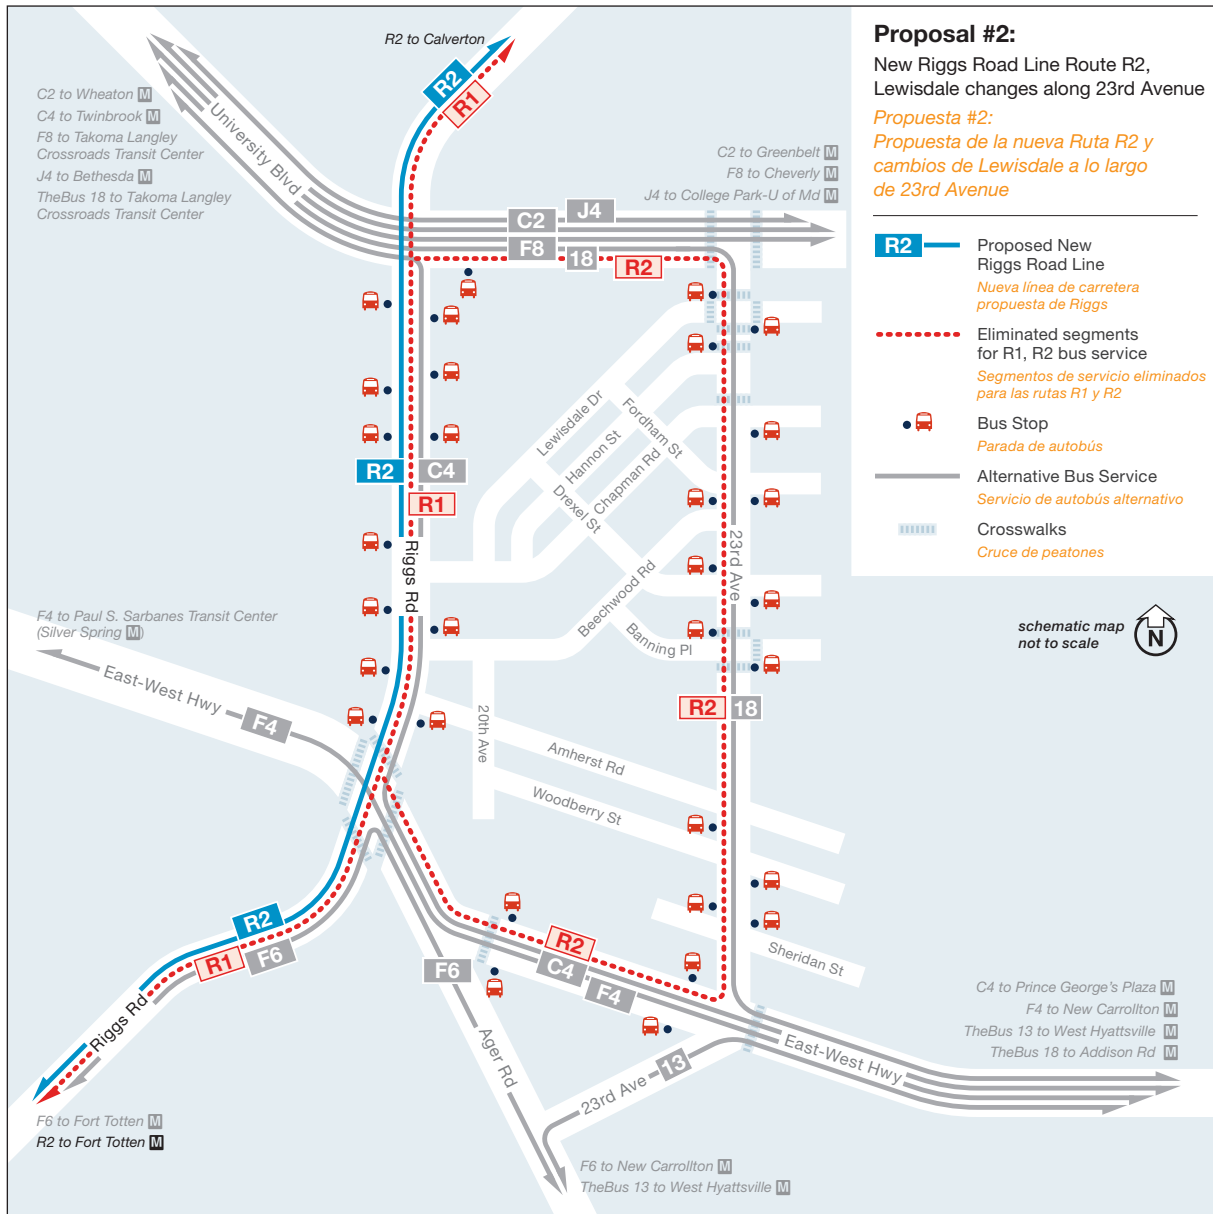 R2 to Calverton
R2
R1
C2 to Wheaton M
C4 to Twinbrook M
F8 to Takoma Langley
Crossroads Transit Center
J4 to Bethesda M
TheBus 18 to Takoma Langley
Crossroads Transit Center
University Blvd
C2 to Greenbelt M
F8 to Cheverly M
J4 to College Park-U of Md M
C2
J4
F8
18
R2
Proposal #2:
New Riggs Road Line Route R2,
Lewisdale changes along 23rd Avenue
Propuesta #2:
Propuesta de la nueva Ruta R2 y
cambios de Lewisdale a lo largo
de 23rd Avenue
R2
Proposed New
Riggs Road Line
Nueva línea de carretera
propuesta de Riggs
Eliminated segments
for R1, R2 bus service
Segmentos de servicio eliminados
para las rutas R1 y R2
Bus Stop
Parada de autobús
Alternative Bus Service
Servicio de autobús alternativo
Crosswalks
Cruce de peatones
schematic map
not to scale
N
Lewisdale Dr
Hannon St
Fordham St
Chapman Rd
Drexel St
R2
C4
R1
Riggs Rd
23rd Ave
Beechwood Rd
Banning Pl
F4 to Paul S. Sarbanes Transit Center
(Silver Spring M)
East-West Hwy
F4
20th Ave
R2
18
Amherst Rd
Woodberry St
Sheridan St
R2
R1
F6
R2
C4
F4
F6
Riggs Rd
Ager Rd
23rd Ave
13
East-West Hwy
C4 to Prince George's Plaza M
F4 to New Carrollton M
TheBus 13 to West Hyattsville M
TheBus 18 to Addison Rd M
F6 to Fort Totten M
R2 to Fort Totten M
F6 to New Carrollton M
TheBus 13 to West Hyattsville M